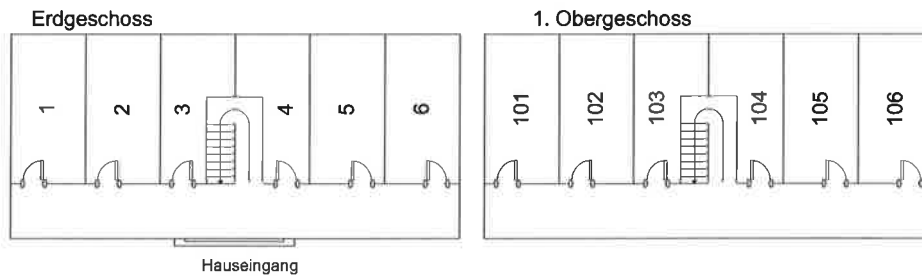 Erdgeschoss
1. Obergeschoss
1 2 3 4 5 6
101 102 103 104 105 106
Hauseingang